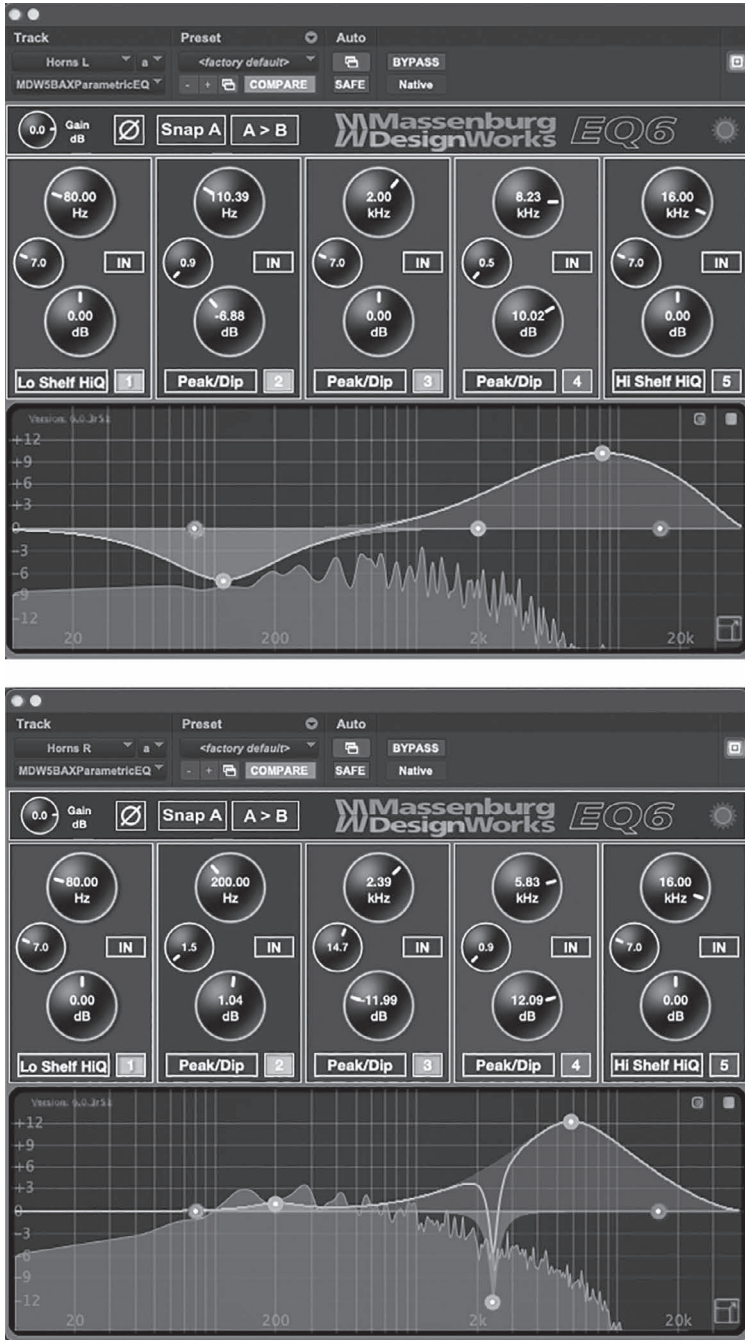 Track Preset Auto
Horns L a <factory default> BYPASS
MDW5BAXParametricEQ - + COMPARE SAFE Native
0.0 Gain dB Ø Snap A A > B Massenburg DesignWorks EQ6
80.00 Hz 110.39 Hz 2.00 kHz 8.23 kHz 16.00 kHz
7.0 IN 0.9 IN 7.0 IN 0.5 IN 7.0 IN
0.00 dB -6.88 dB 0.00 dB 10.02 dB 0.00 dB
Lo Shelf HiQ 1 Peak/Dip 2 Peak/Dip 3 Peak/Dip 4 Hi Shelf HiQ 5
+12
+9
+6
+3
0
-3
-6
-9
-12
20 200 2k 20k
Track Preset Auto
Horns R a <factory default> BYPASS
MDW5BAXParametricEQ - + COMPARE SAFE Native
0.0 Gain dB Ø Snap A A > B Massenburg DesignWorks EQ6
80.00 Hz 200.00 Hz 2.39 kHz 5.83 kHz 16.00 kHz
7.0 IN 1.5 IN 14.7 IN 0.9 IN 7.0 IN
0.00 dB 1.04 dB -11.99 dB 12.09 dB 0.00 dB
Lo Shelf HiQ 1 Peak/Dip 2 Peak/Dip 3 Peak/Dip 4 Hi Shelf HiQ 5
+12
+9
+6
+3
0
-3
-6
-9
-12
20 200 2k 20k